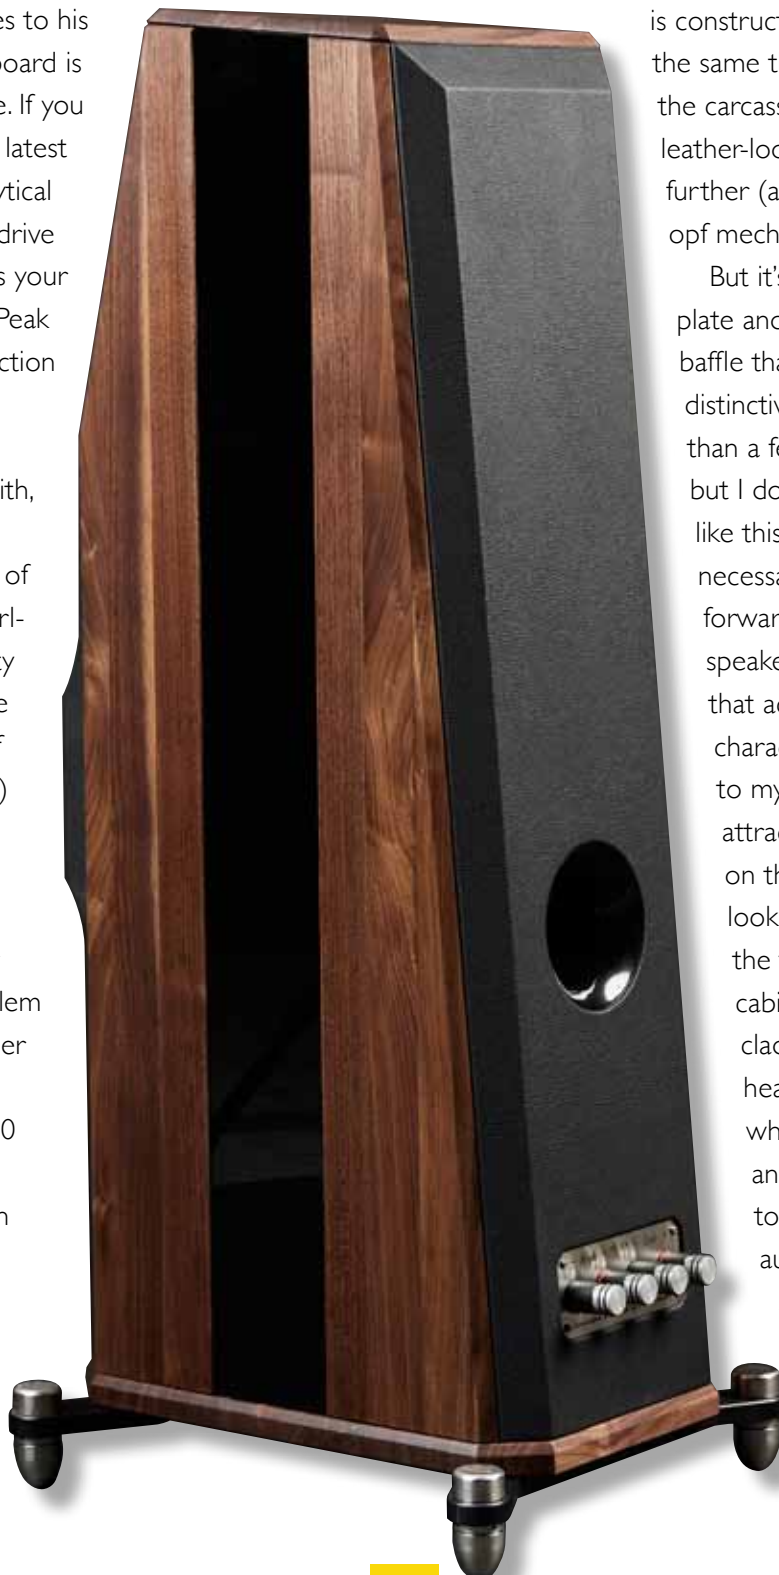 es to his
board is
e. If you
latest
ytical
drive
s your
Peak
ction
ith,
of
rl-
ty
e
f
)
lem
er
0
n
is construct
the same t
the carcass
leather-loo
further (a
opf mech
But it's
plate and
baffle tha
distinctiv
than a fe
but I do
like this
necessa
forwar
speake
that ac
charac
to my
attrac
on th
look
the
cabi
clad
hea
wh
an
to
au